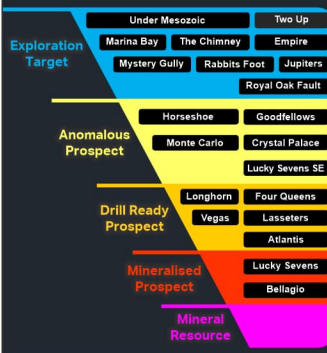 Under Mesozoic Two Up
Exploration Target
Marina Bay The Chimney Empire
Mystery Gully Rabbits Foot Jupiters
Royal Oak Fault
Anomalous Prospect
Horseshoe Goodfellows
Monte Carlo Crystal Palace
Lucky Sevens SE
Drill Ready Prospect
Longhorn Four Queens
Vegas Lasseters
Atlantis
Mineralised Prospect
Lucky Sevens
Bellagio
Mineral Resource